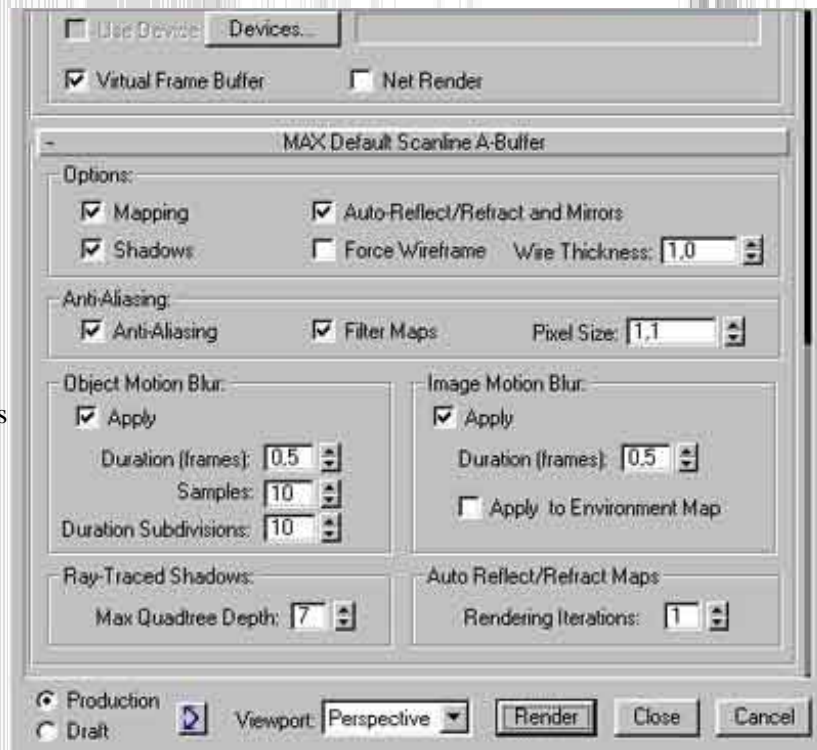 Use Device Devices...
Virtual Frame Buffer Net Render
- MAX Default Scanline A-Buffer
Options:
Mapping Auto-Reflect/Refract and Mirrors
Shadows Force Wireframe Wire Thickness: 1,0
Anti-Aliasing:
Anti-Aliasing Filter Maps Pixel Size: 1,1
Object Motion Blur: Image Motion Blur:
s Apply Apply
Duration (frames): 0,5 Duration (frames): 0,5
Samples: 10
Apply to Environment Map
Duration Subdivisions: 10
Ray-Traced Shadows: Auto Reflect/Refract Maps
Max Quadtree Depth: 7 Rendering Iterations: 1
Production
Draft
Viewport: Perspective Render Close Cancel